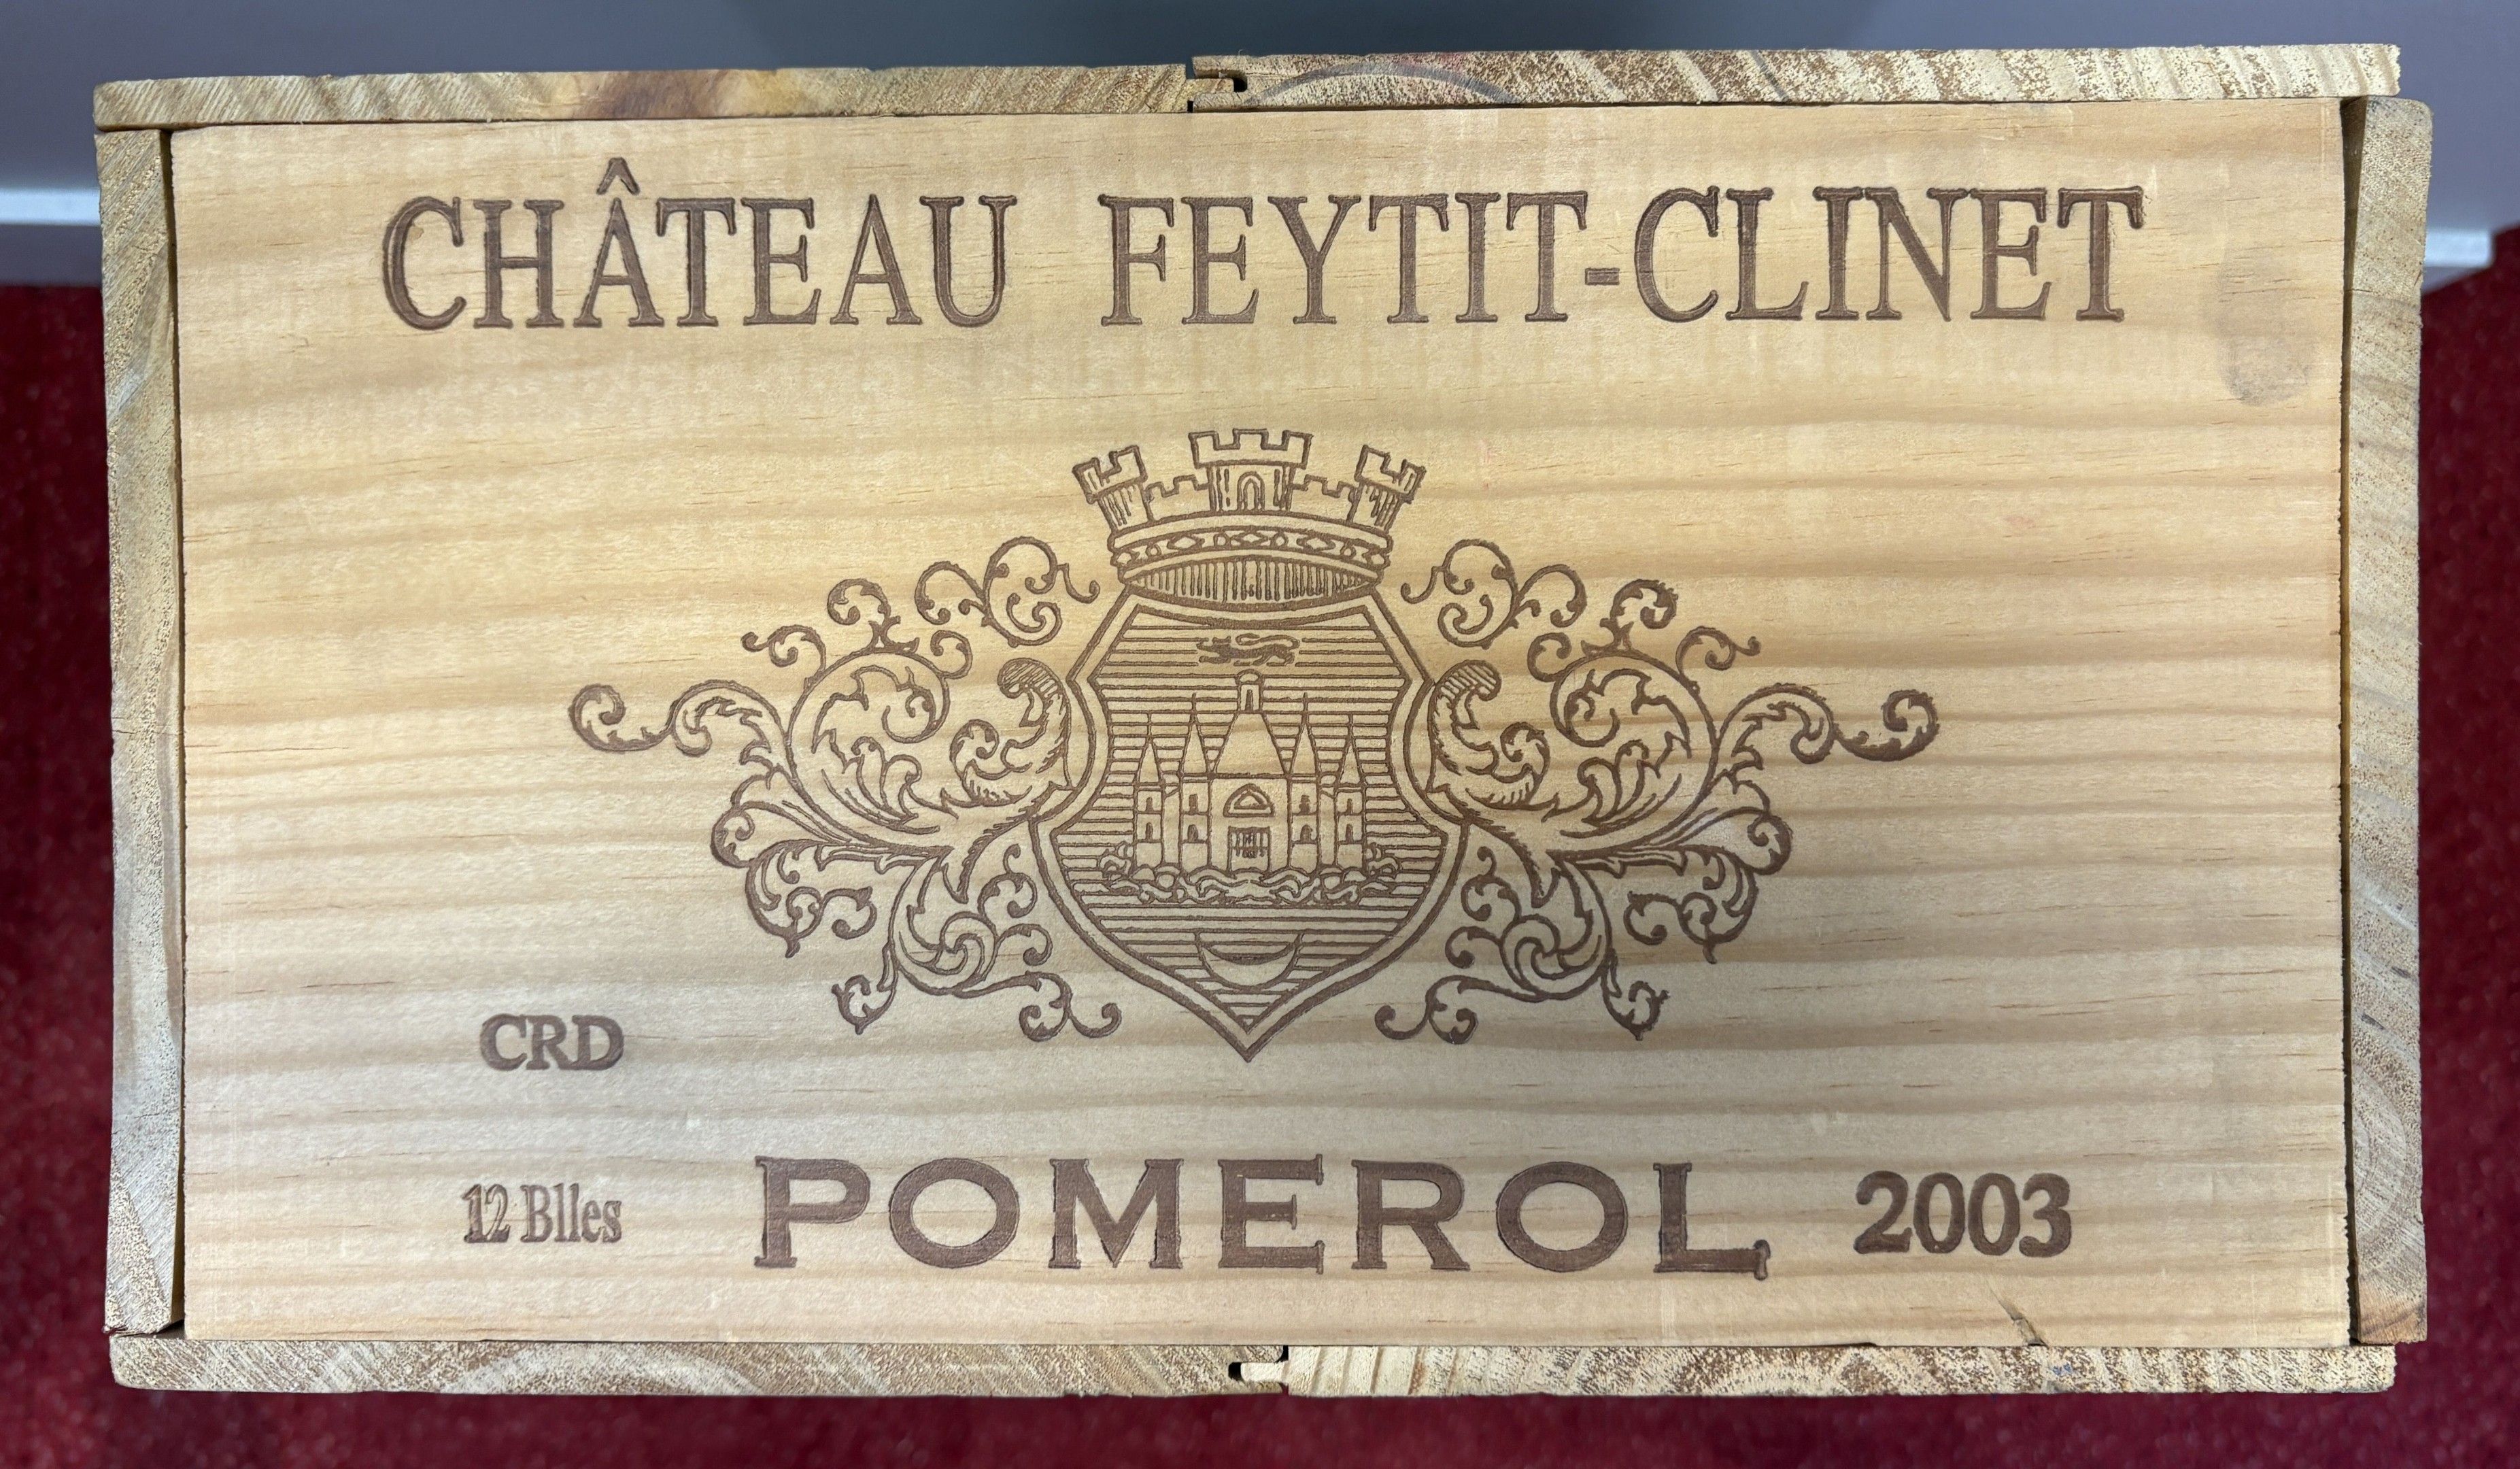 CHÂTEAU FEYTIT-CLINET
CRD
12 Blles POMEROL 2003